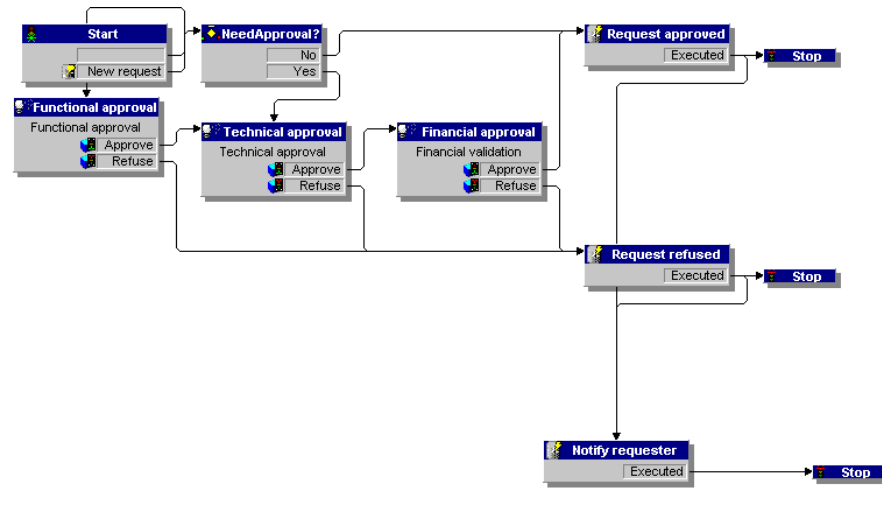 Start
New request
NeedApproval?
No
Yes
Request approved
Executed
Stop
Functional approval
Functional approval
Approve
Refuse
Technical approval
Technical approval
Approve
Refuse
Financial approval
Financial validation
Approve
Refuse
Request refused
Executed
Stop
Notify requester
Executed
Stop